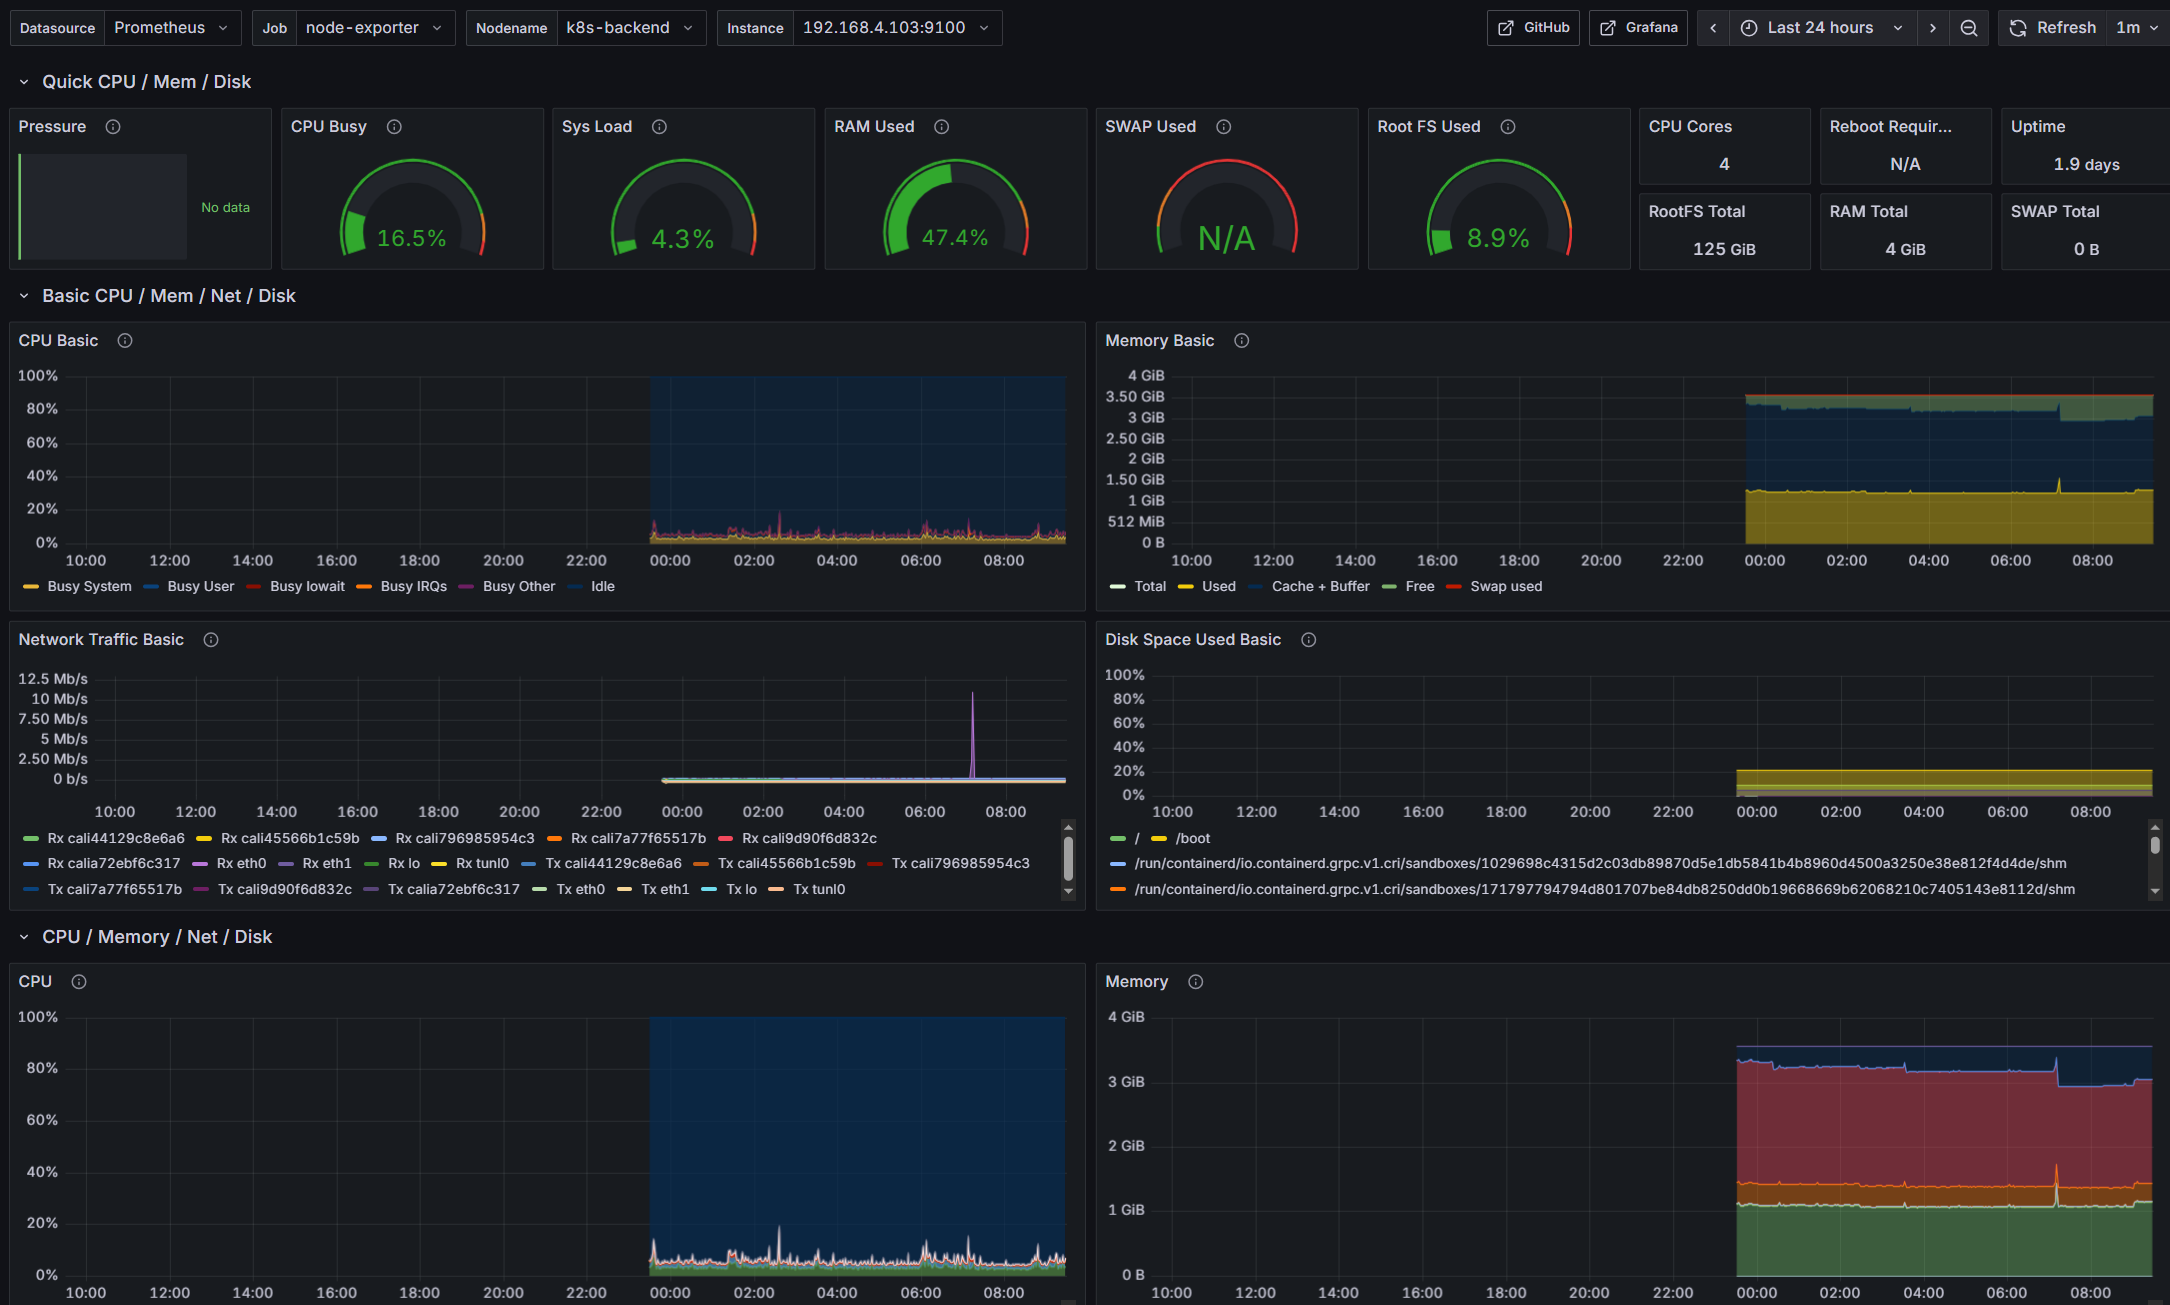 Datasource Prometheus Job node-exporter Nodename k8s-backend Instance 192.168.4.103:9100 GitHub Grafana Last 24 hours Refresh 1m
Quick CPU / Mem / Disk
Pressure
No data
CPU Busy
16.5%
Sys Load
4.3%
RAM Used
47.4%
SWAP Used
N/A
Root FS Used
8.9%
CPU Cores
4
Reboot Requir...
N/A
Uptime
1.9 days
RootFS Total
125 GiB
RAM Total
4 GiB
SWAP Total
0 B
Basic CPU / Mem / Net / Disk
CPU Basic
100%
80%
60%
40%
20%
0%
10:00 12:00 14:00 16:00 18:00 20:00 22:00 00:00 02:00 04:00 06:00 08:00
Busy System Busy User Busy Iowait Busy IRQs Busy Other Idle
Memory Basic
4 GiB
3.50 GiB
3 GiB
2.50 GiB
2 GiB
1.50 GiB
1 GiB
512 MiB
0 B
10:00 12:00 14:00 16:00 18:00 20:00 22:00 00:00 02:00 04:00 06:00 08:00
Total Used Cache + Buffer Free Swap used
Network Traffic Basic
12.5 Mb/s
10 Mb/s
7.50 Mb/s
5 Mb/s
2.50 Mb/s
0 b/s
10:00 12:00 14:00 16:00 18:00 20:00 22:00 00:00 02:00 04:00 06:00 08:00
Rx cali44129c8e6a6 Rx cali45566b1c59b Rx cali796985954c3 Rx cali7a77f65517b Rx cali9d90f6d832c
Rx calia72ebf6c317 Rx eth0 Rx eth1 Rx lo Rx tunl0 Tx cali44129c8e6a6 Tx cali45566b1c59b Tx cali796985954c3
Tx cali7a77f65517b Tx cali9d90f6d832c Tx calia72ebf6c317 Tx eth0 Tx eth1 Tx lo Tx tunl0
Disk Space Used Basic
100%
80%
60%
40%
20%
0%
10:00 12:00 14:00 16:00 18:00 20:00 22:00 00:00 02:00 04:00 06:00 08:00
/ /boot
/run/containerd/io.containerd.grpc.v1.cri/sandboxes/1029698c4315d2c03db89870d5e1db5841b4b8960d4500a3250e38e812f4d4de/shm
/run/containerd/io.containerd.grpc.v1.cri/sandboxes/171797794794d801707be84db8250dd0b19668669b62068210c7405143e8112d/shm
CPU / Memory / Net / Disk
CPU
100%
80%
60%
40%
20%
0%
10:00 12:00 14:00 16:00 18:00 20:00 22:00 00:00 02:00 04:00 06:00 08:00
Memory
4 GiB
3 GiB
2 GiB
1 GiB
0 B
10:00 12:00 14:00 16:00 18:00 20:00 22:00 00:00 02:00 04:00 06:00 08:00